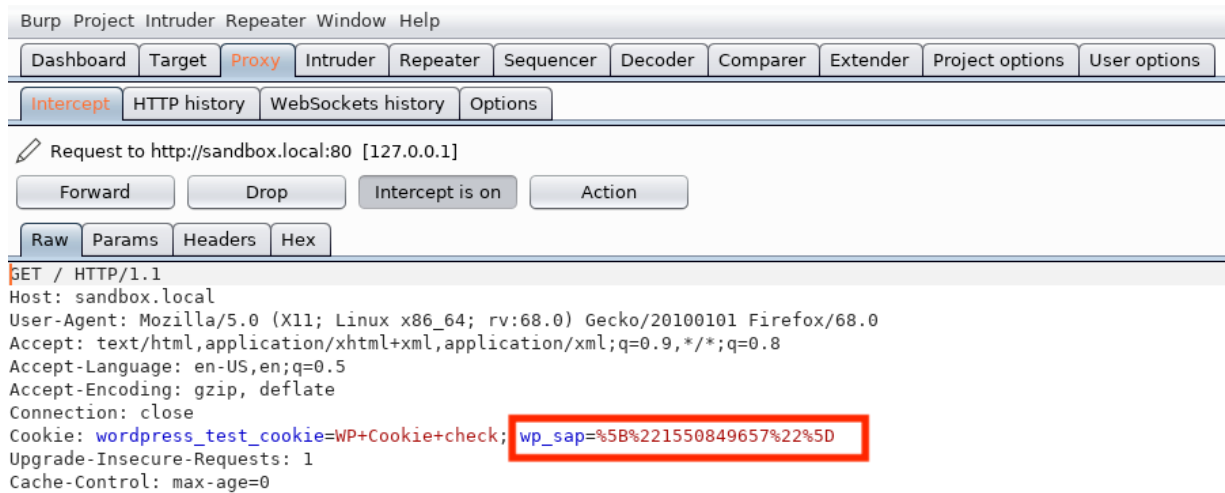 Burp Project Intruder Repeater Window Help
Dashboard Target Proxy Intruder Repeater Sequencer Decoder Comparer Extender Project options User options
Intercept HTTP history WebSockets history Options
Request to http://sandbox.local:80 [127.0.0.1]
Forward Drop Intercept is on Action
Raw Params Headers Hex
GET / HTTP/1.1
Host: sandbox.local
User-Agent: Mozilla/5.0 (X11; Linux x86_64; rv:68.0) Gecko/20100101 Firefox/68.0
Accept: text/html,application/xhtml+xml,application/xml;q=0.9,*/*;q=0.8
Accept-Language: en-US,en;q=0.5
Accept-Encoding: gzip, deflate
Connection: close
Cookie: wordpress_test_cookie=WP+Cookie+check; wp_sap=%5B%221550849657%22%5D
Upgrade-Insecure-Requests: 1
Cache-Control: max-age=0